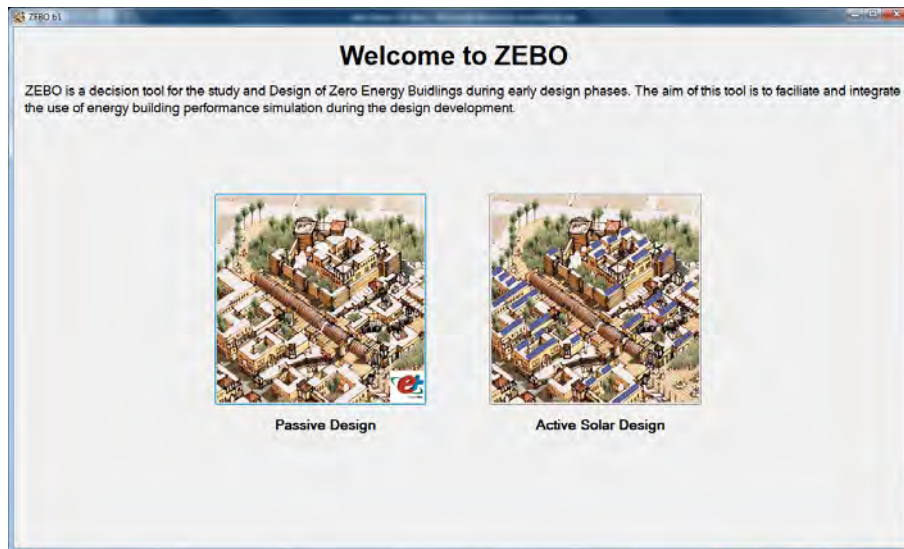 ZEBO b1
Welcome to ZEBO
ZEBO is a decision tool for the study and Design of Zero Energy Buidlings during early design phases. The aim of this tool is to faciliate and integrate
the use of energy building performance simulation during the design development.
et
Passive Design
Active Solar Design